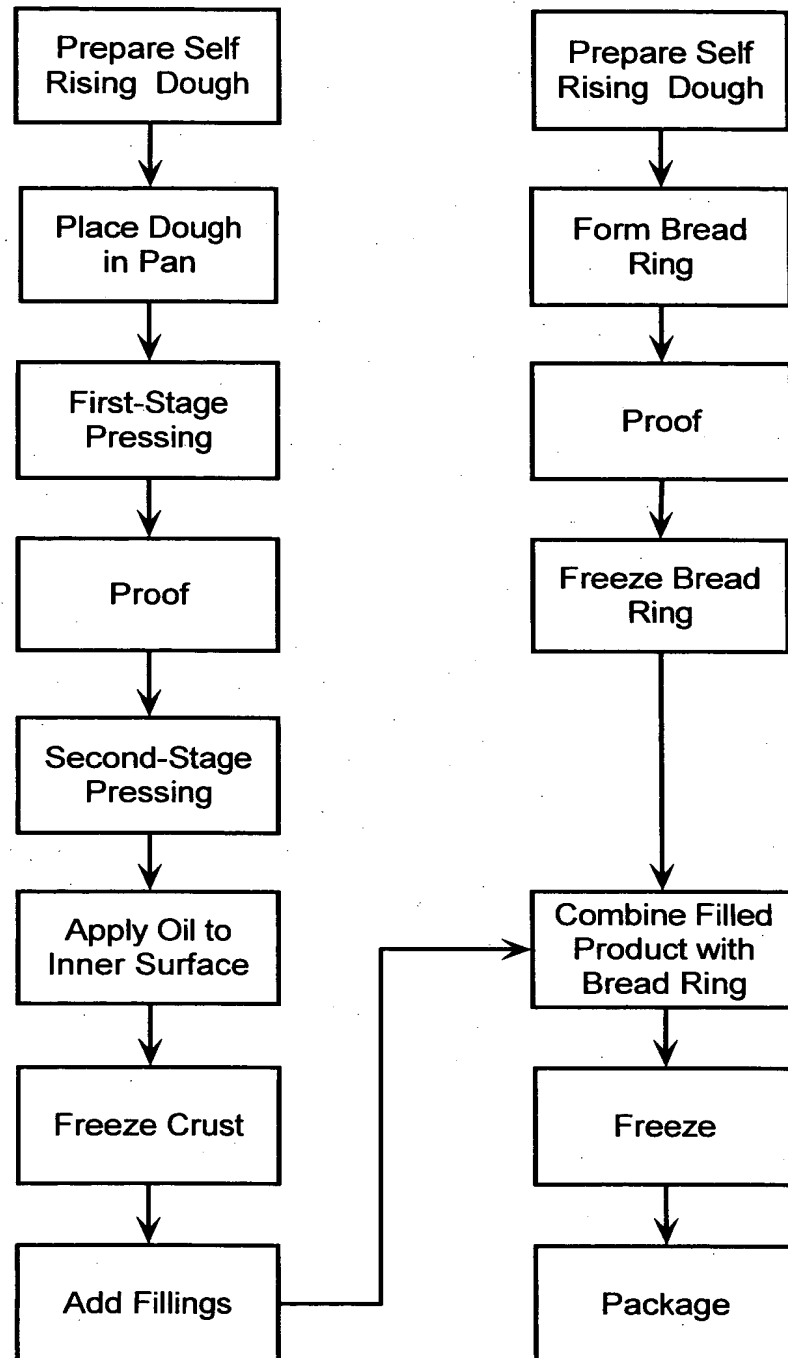 Prepare Self
Rising Dough
Place Dough
in Pan
First-Stage
Pressing
Proof
Second-Stage
Pressing
Apply Oil to
Inner Surface
Freeze Crust
Add Fillings
Prepare Self
Rising Dough
Form Bread
Ring
Proof
Freeze Bread
Ring
Combine Filled
Product with
Bread Ring
Freeze
Package